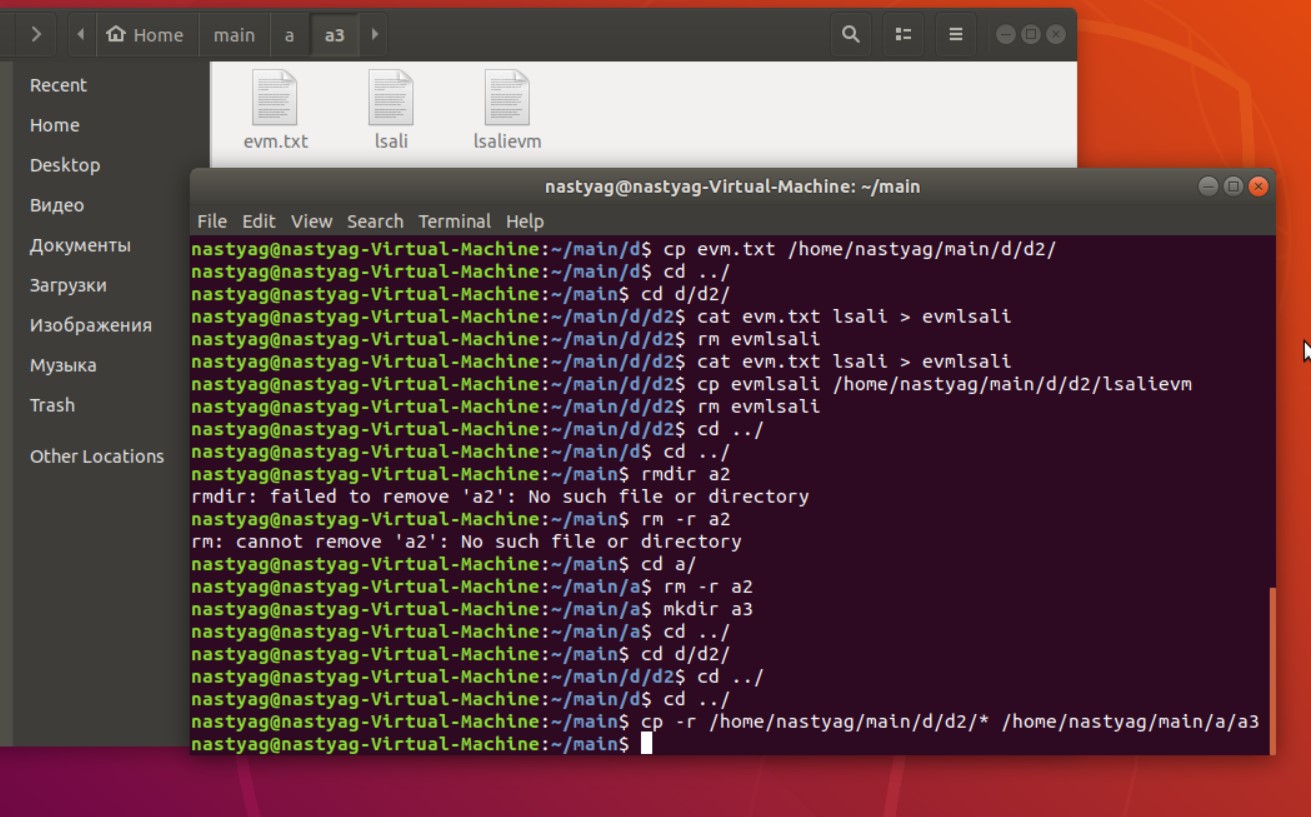 Home main a a3
Recent
Home
Desktop
Видео
Документы
Загрузки
Изображения
Музыка
Trash
Other Locations
evm.txt lsali lsalievm
nastyag@nastyag-Virtual-Machine: ~/main
File Edit View Search Terminal Help
nastyag@nastyag-Virtual-Machine:~/main/d$ cp evm.txt /home/nastyag/main/d/d2/
nastyag@nastyag-Virtual-Machine:~/main/d$ cd ../
nastyag@nastyag-Virtual-Machine:~/main$ cd d/d2/
nastyag@nastyag-Virtual-Machine:~/main/d/d2$ cat evm.txt lsali > evmlsali
nastyag@nastyag-Virtual-Machine:~/main/d/d2$ rm evmlsali
nastyag@nastyag-Virtual-Machine:~/main/d/d2$ cat evm.txt lsali > evmlsali
nastyag@nastyag-Virtual-Machine:~/main/d/d2$ cp evmlsali /home/nastyag/main/d/d2/lsalievm
nastyag@nastyag-Virtual-Machine:~/main/d/d2$ rm evmlsali
nastyag@nastyag-Virtual-Machine:~/main/d/d2$ cd ../
nastyag@nastyag-Virtual-Machine:~/main/d$ cd ../
nastyag@nastyag-Virtual-Machine:~/main$ rmdir a2
rmdir: failed to remove 'a2': No such file or directory
nastyag@nastyag-Virtual-Machine:~/main$ rm -r a2
rm: cannot remove 'a2': No such file or directory
nastyag@nastyag-Virtual-Machine:~/main$ cd a/
nastyag@nastyag-Virtual-Machine:~/main/a$ rm -r a2
nastyag@nastyag-Virtual-Machine:~/main/a$ mkdir a3
nastyag@nastyag-Virtual-Machine:~/main/a$ cd ../
nastyag@nastyag-Virtual-Machine:~/main$ cd d/d2/
nastyag@nastyag-Virtual-Machine:~/main/d/d2$ cd ../
nastyag@nastyag-Virtual-Machine:~/main/d$ cd ../
nastyag@nastyag-Virtual-Machine:~/main$ cp -r /home/nastyag/main/d/d2/* /home/nastyag/main/a/a3
nastyag@nastyag-Virtual-Machine:~/main$